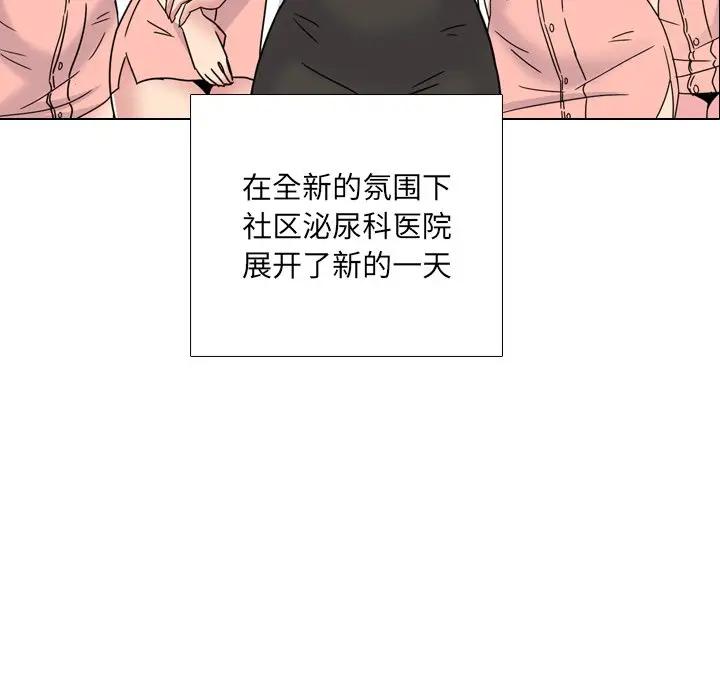 在全新的氛围下
社区泌尿科医院
展开了新的一天